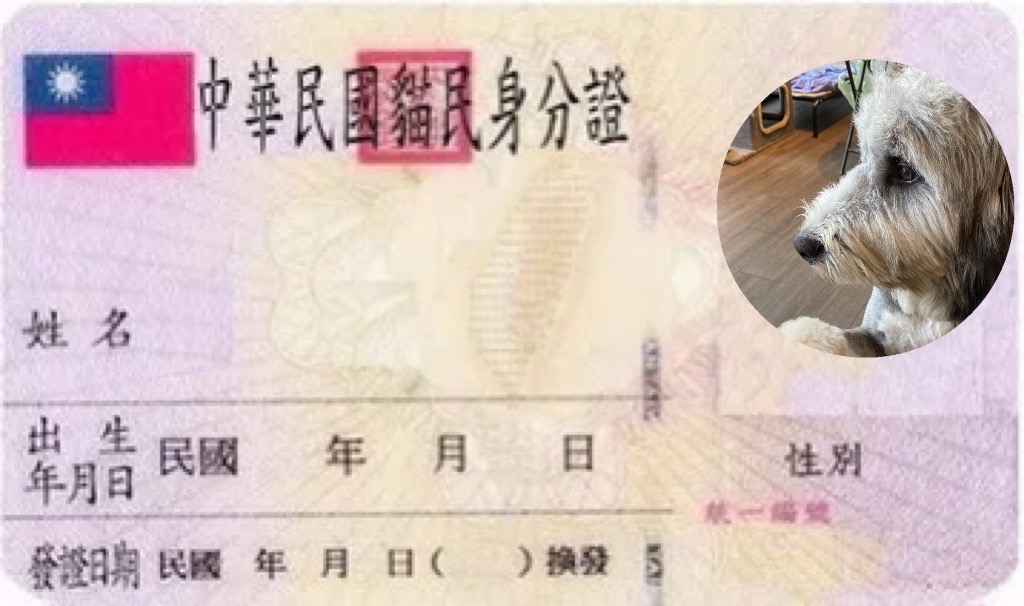 中華民國貓民身分證
姓 名
出 生
年月日 民國 年 月 日
性別
統一編號
發證日期 民國 年 月 日( )換發